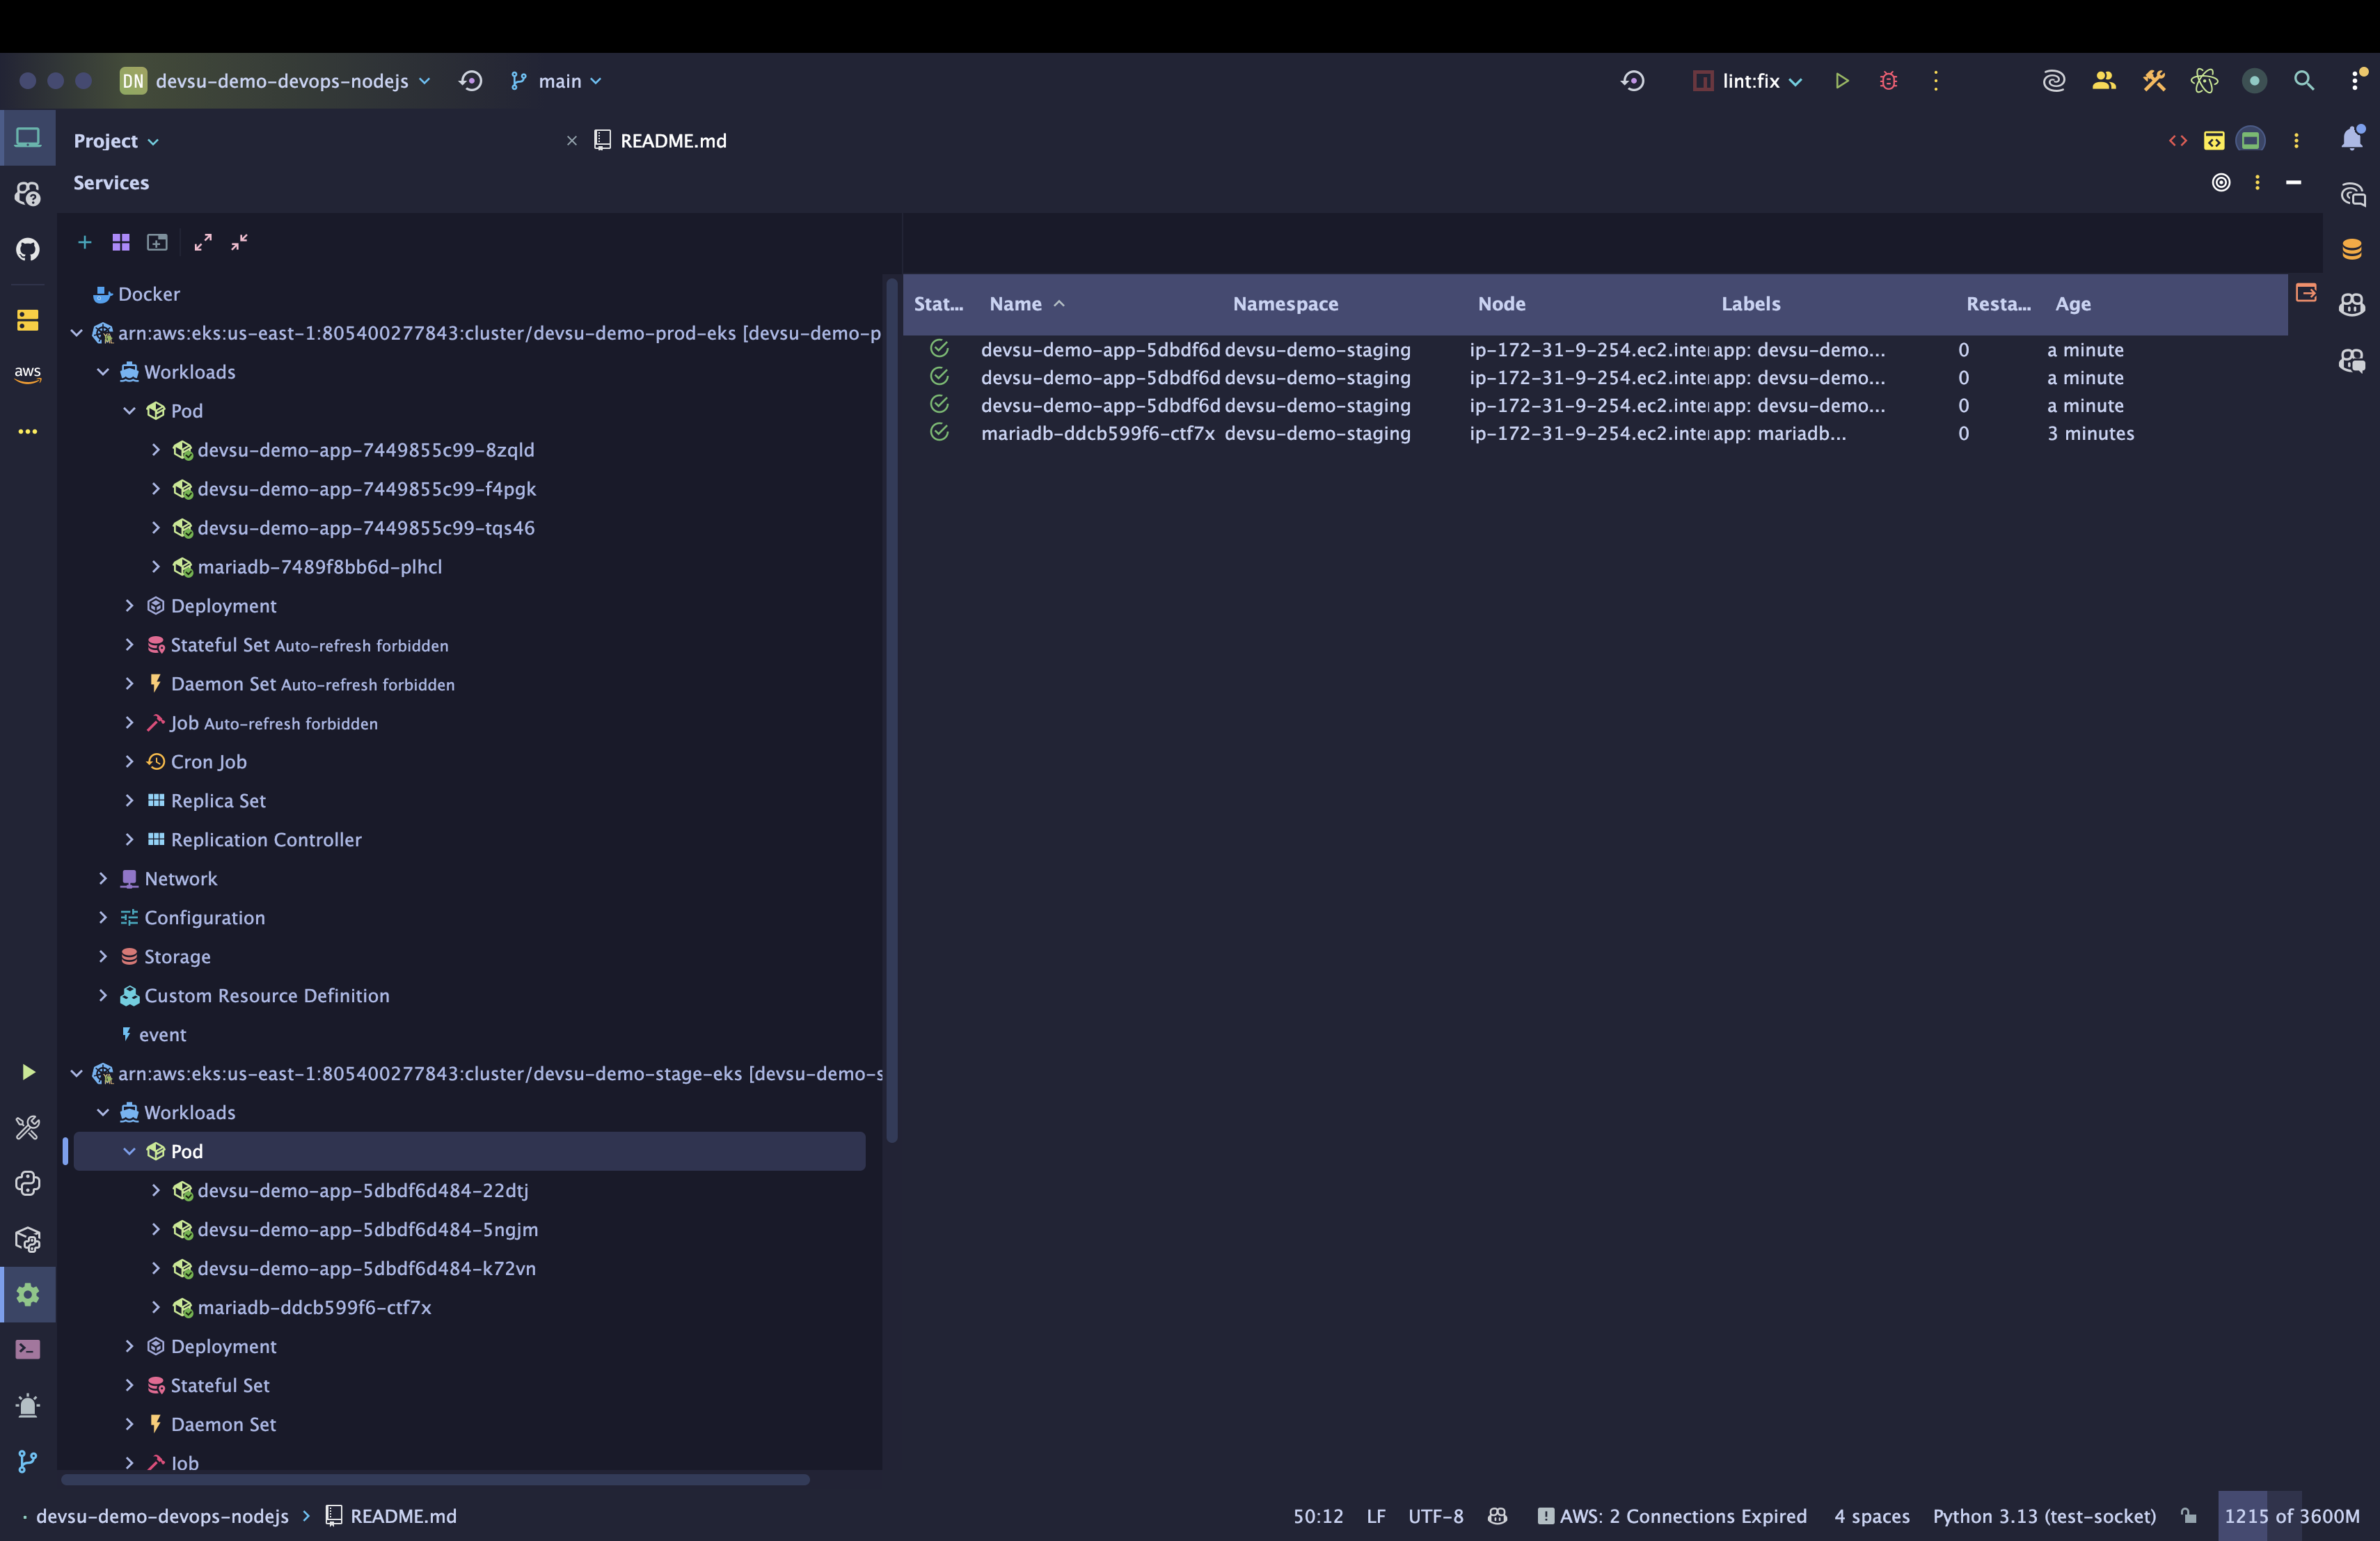 DN devsu-demo-devops-nodejs main lint:fix
Project README.md
Services
Docker
arn:aws:eks:us-east-1:805400277843:cluster/devsu-demo-prod-eks [devsu-demo-p
Workloads
Pod
devsu-demo-app-7449855c99-8zqld
devsu-demo-app-7449855c99-f4pgk
devsu-demo-app-7449855c99-tqs46
mariadb-7489f8bb6d-plhcl
Deployment
Stateful Set Auto-refresh forbidden
Daemon Set Auto-refresh forbidden
Job Auto-refresh forbidden
Cron Job
Replica Set
Replication Controller
Network
Configuration
Storage
Custom Resource Definition
event
arn:aws:eks:us-east-1:805400277843:cluster/devsu-demo-stage-eks [devsu-demo-s
Workloads
Pod
devsu-demo-app-5dbdf6d484-22dtj
devsu-demo-app-5dbdf6d484-5ngjm
devsu-demo-app-5dbdf6d484-k72vn
mariadb-ddcb599f6-ctf7x
Deployment
Stateful Set
Daemon Set
Job
Stat... Name Namespace Node Labels Resta... Age
devsu-demo-app-5dbdf6d devsu-demo-staging ip-172-31-9-254.ec2.inte app: devsu-demo... 0 a minute
devsu-demo-app-5dbdf6d devsu-demo-staging ip-172-31-9-254.ec2.inte app: devsu-demo... 0 a minute
devsu-demo-app-5dbdf6d devsu-demo-staging ip-172-31-9-254.ec2.inte app: devsu-demo... 0 a minute
mariadb-ddcb599f6-ctf7x devsu-demo-staging ip-172-31-9-254.ec2.inte app: mariadb... 0 3 minutes
aws
devsu-demo-devops-nodejs README.md 50:12 LF UTF-8 AWS: 2 Connections Expired 4 spaces Python 3.13 (test-socket) 1215 of 3600M